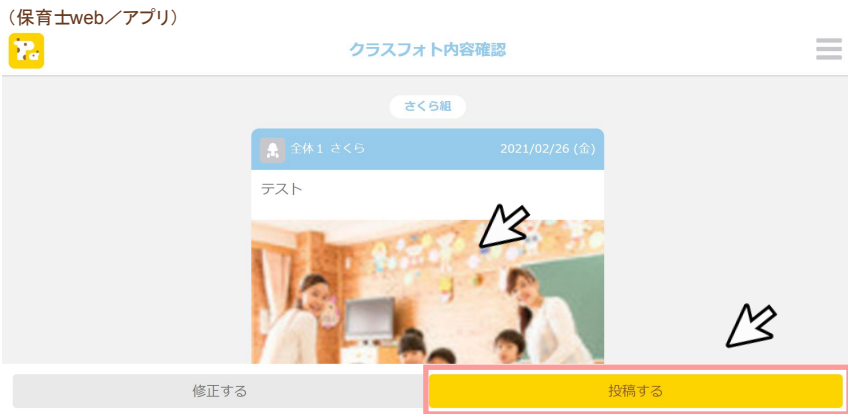 （保育士web／アプリ）
クラスフォト内容確認
さくら組
全体１ さくら 2021/02/26 (金)
テスト
修正する 投稿する